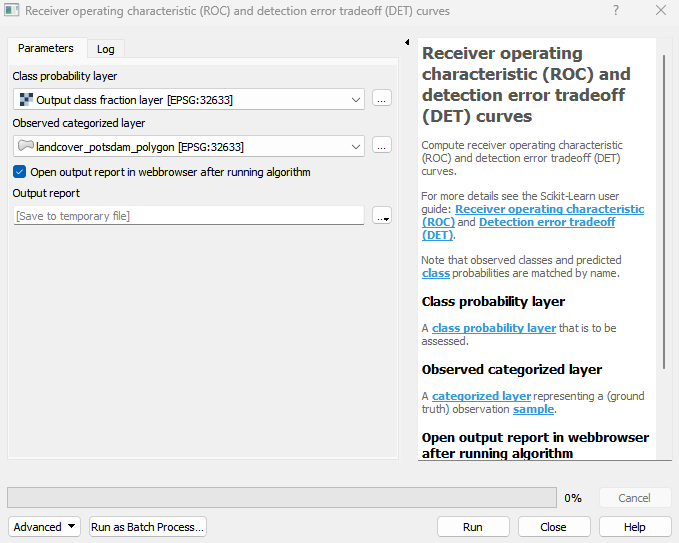 Receiver operating characteristic (ROC) and detection error tradeoff (DET) curves
?
Parameters
Log
Class probability layer
Output class fraction layer [EPSG:32633]
...
Observed categorized layer
landcover_potsdam_polygon [EPSG:32633]
...
Open output report in webbrowser after running algorithm
Output report
[Save to temporary file]
...
Receiver operating
characteristic (ROC) and
detection error tradeoff
(DET) curves
Compute receiver operating characteristic
(ROC) and detection error tradeoff (DET)
curves.
For more details see the Scikit-Learn user
guide: Receiver operating characteristic
(ROC) and Detection error tradeoff
(DET).
Note that observed classes and predicted
class probabilities are matched by name.
Class probability layer
A class probability layer that is to be
assessed.
Observed categorized layer
A categorized layer representing a (ground
truth) observation sample.
Open output report in webbrowser
after running algorithm
0%
Cancel
Advanced
Run as Batch Process...
Run
Close
Help